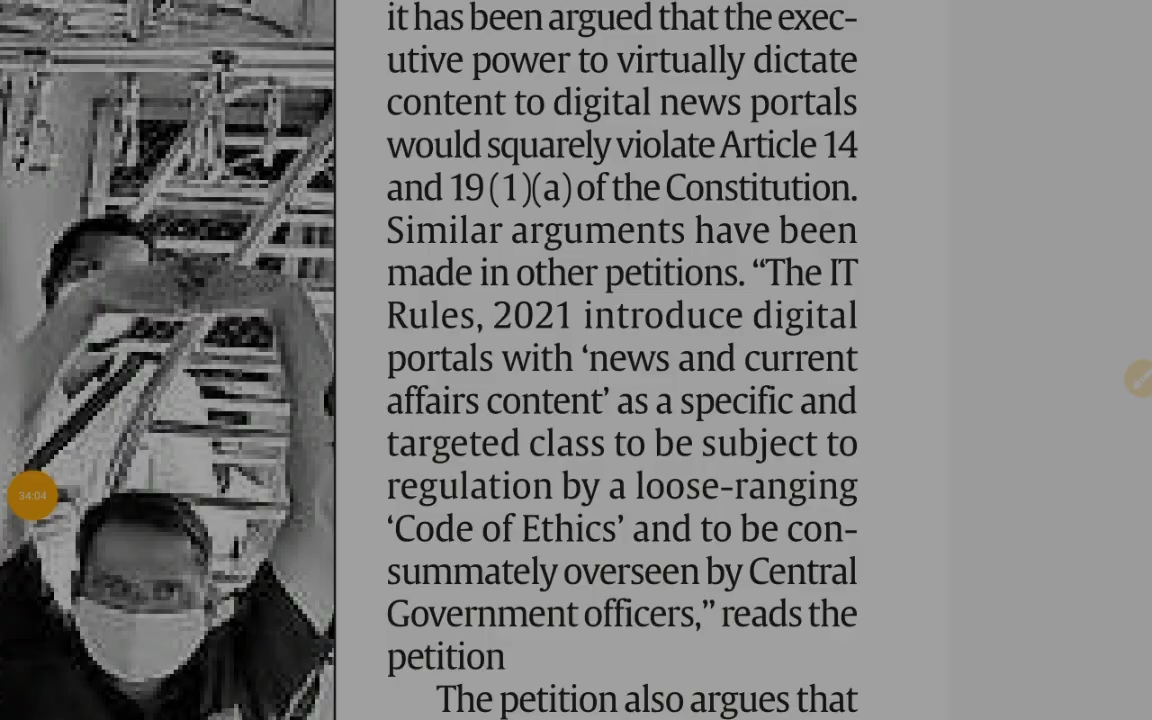 it has been argued that the exec-
utive power to virtually dictate
content to digital news portals
would squarely violate Article 14
and 19 (1)(a) of the Constitution.
Similar arguments have been
made in other petitions. “The IT
Rules, 2021 introduce digital
portals with ‘news and current
affairs content’ as a specific and
targeted class to be subject to
regulation by a loose-ranging
‘Code of Ethics’ and to be con-
summately overseen by Central
Government officers,” reads the
petition
The petition also argues that
34:04